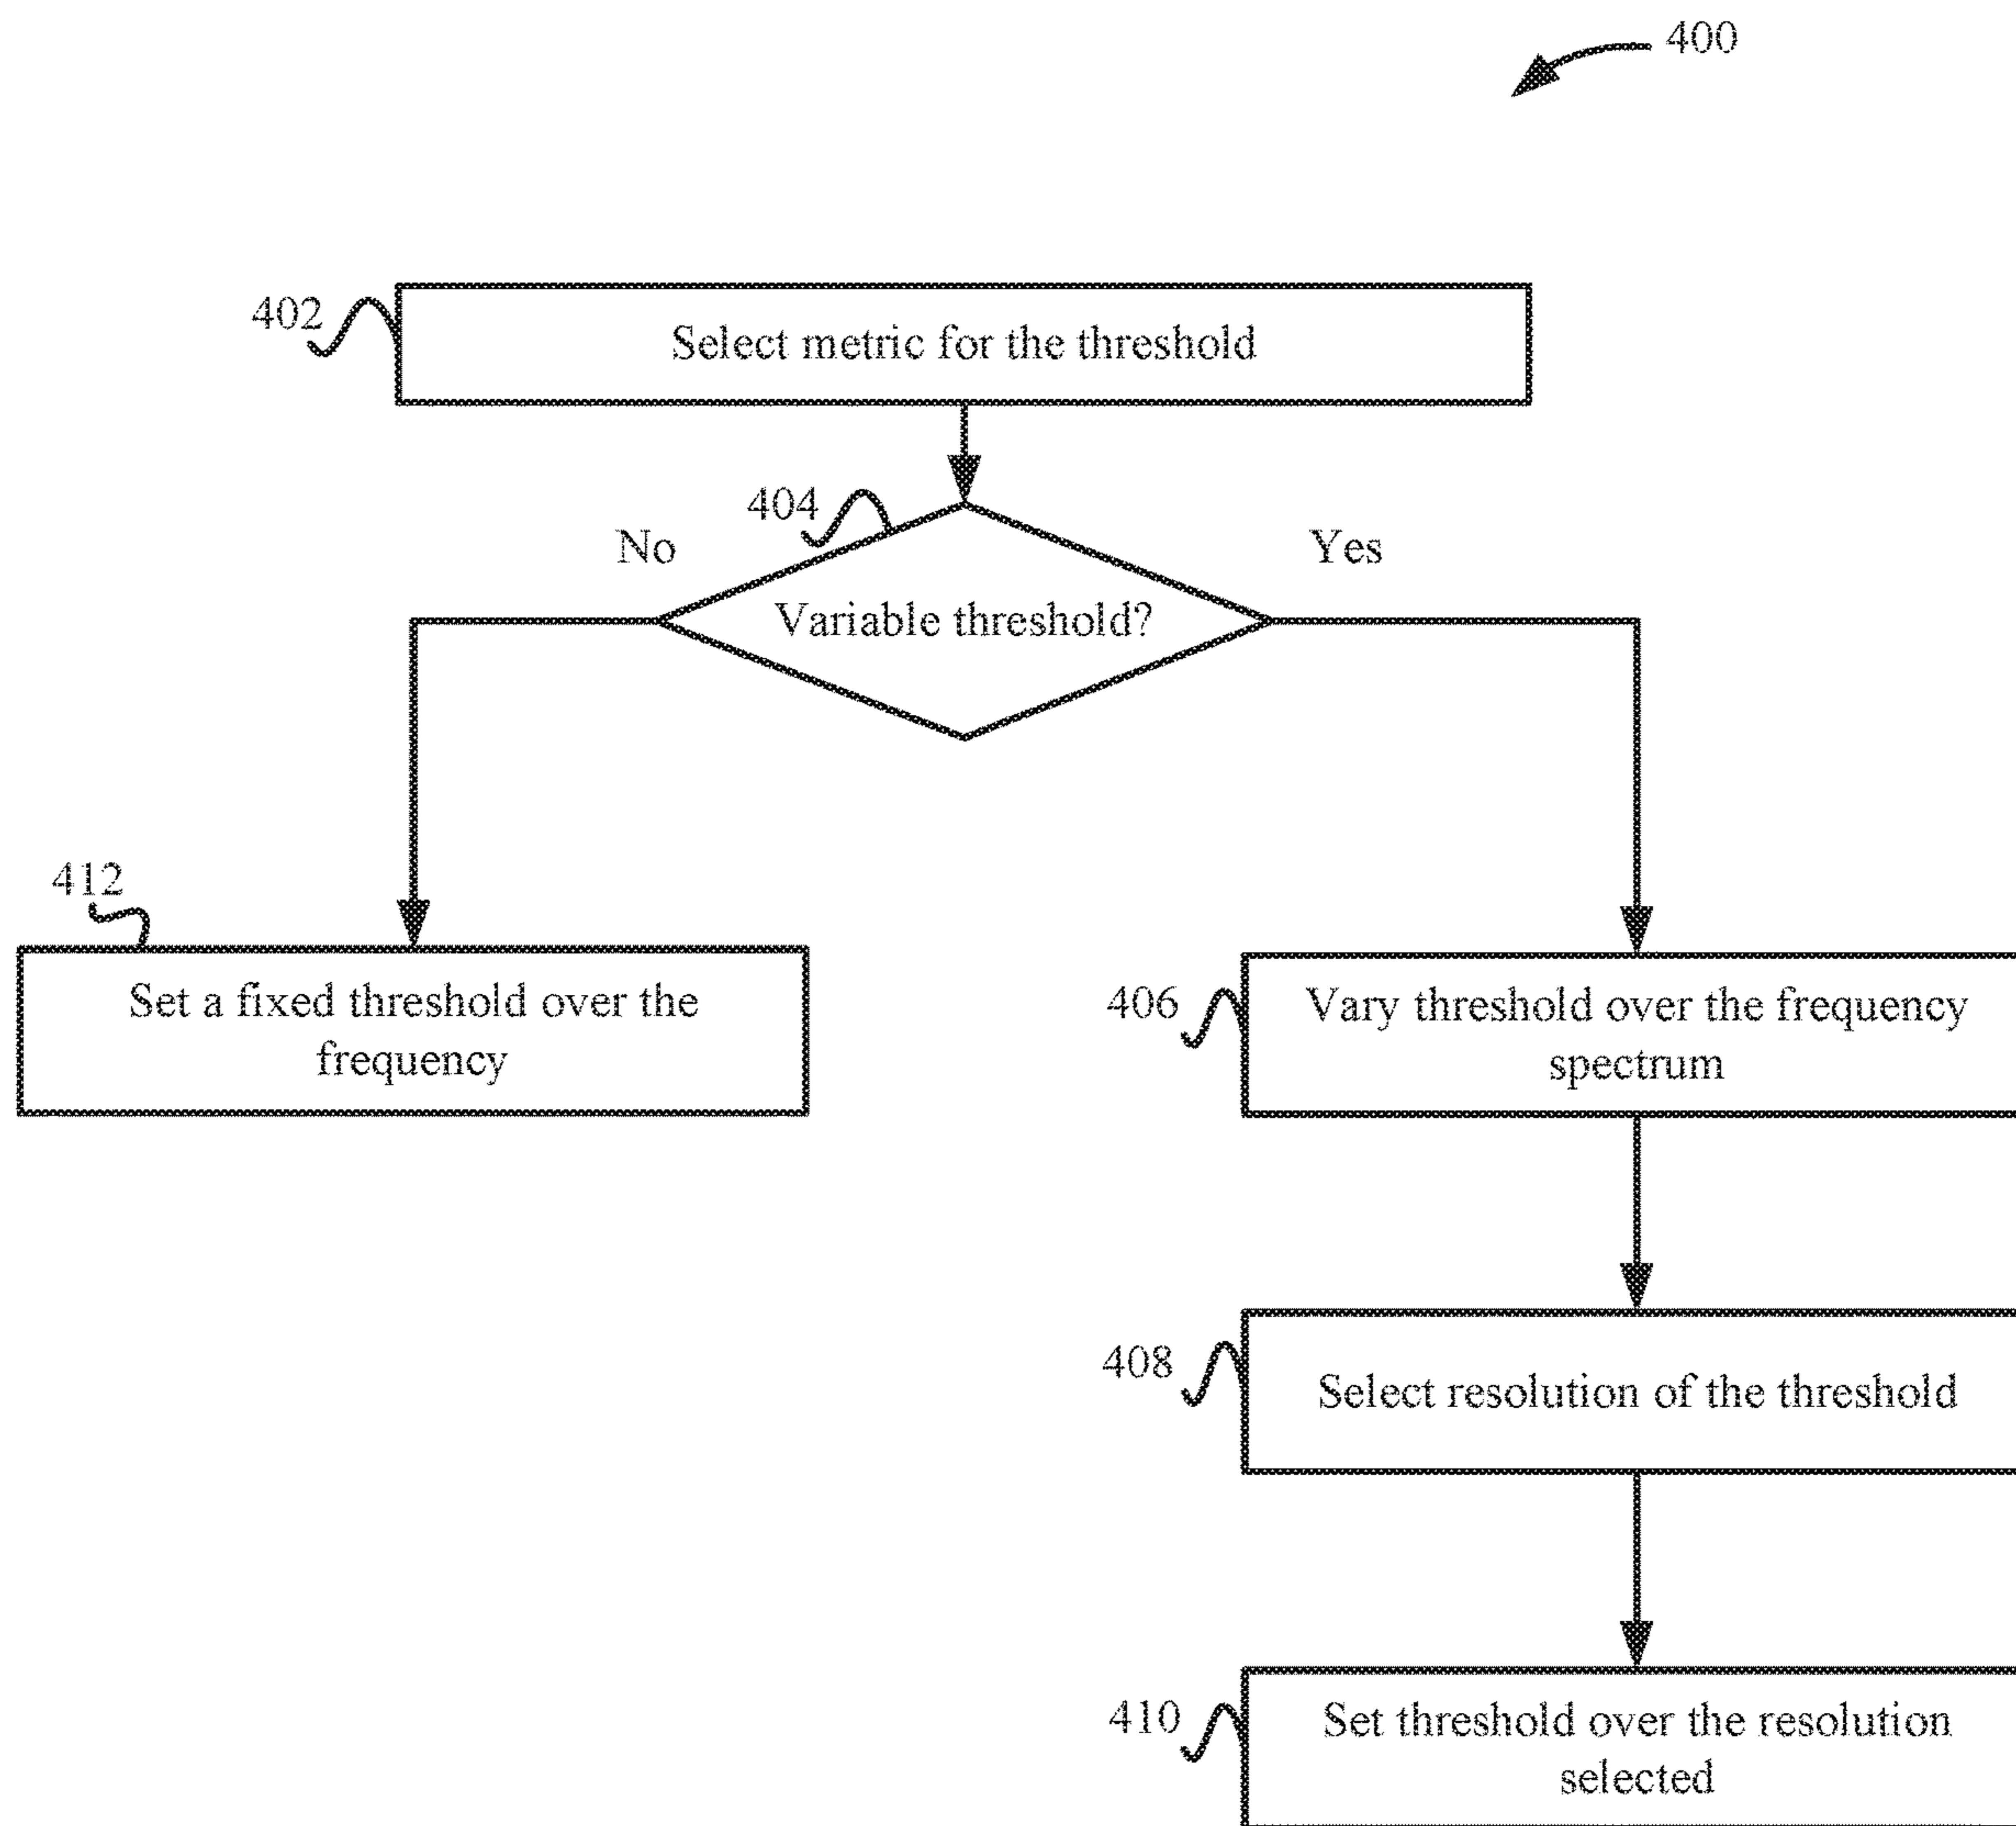 400
402
Select metric for the threshold
404
No
Yes
Variable threshold?
412
Set a fixed threshold over the
frequency
406
Vary threshold over the frequency
spectrum
408
Select resolution of the threshold
410
Set threshold over the resolution
selected